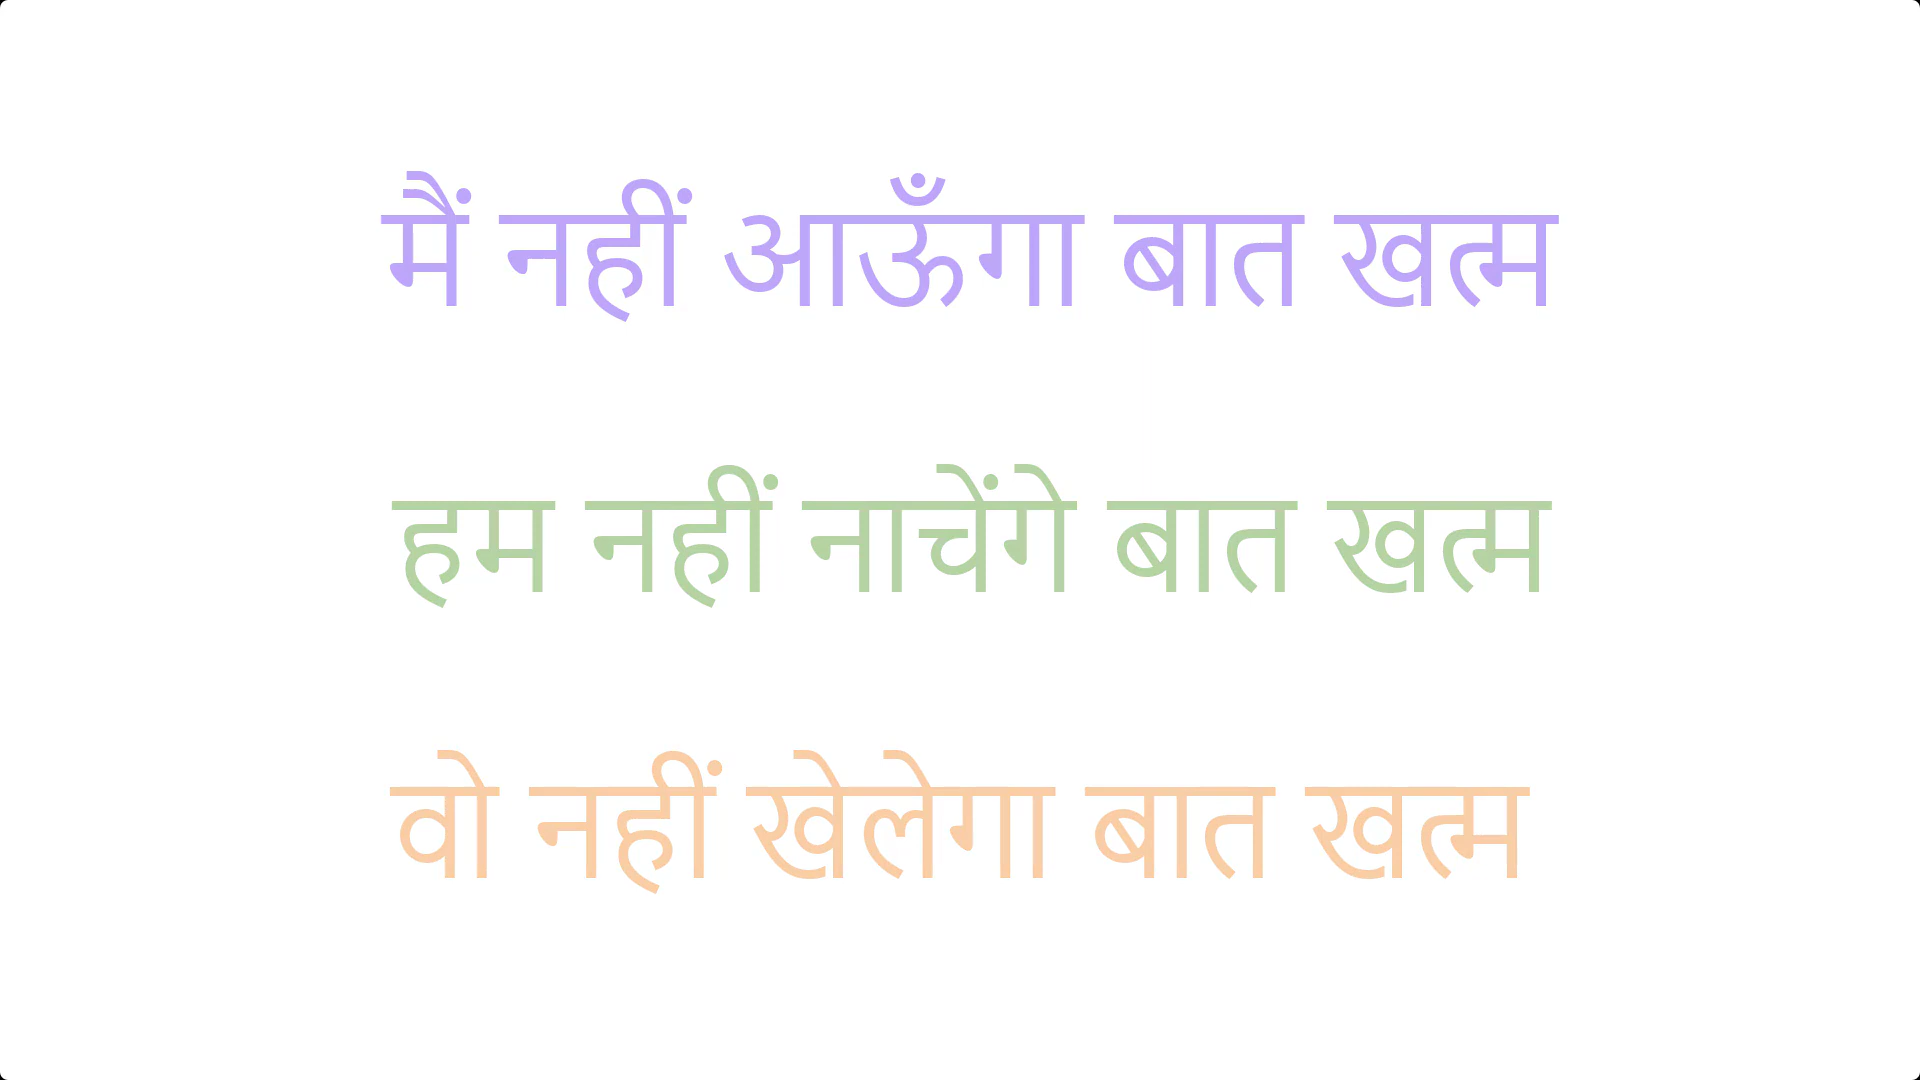 मैं नहीं आऊँगा बात खत्म
हम नहीं नाचेंगे बात खत्म
वो नहीं खेलेगा बात खत्म